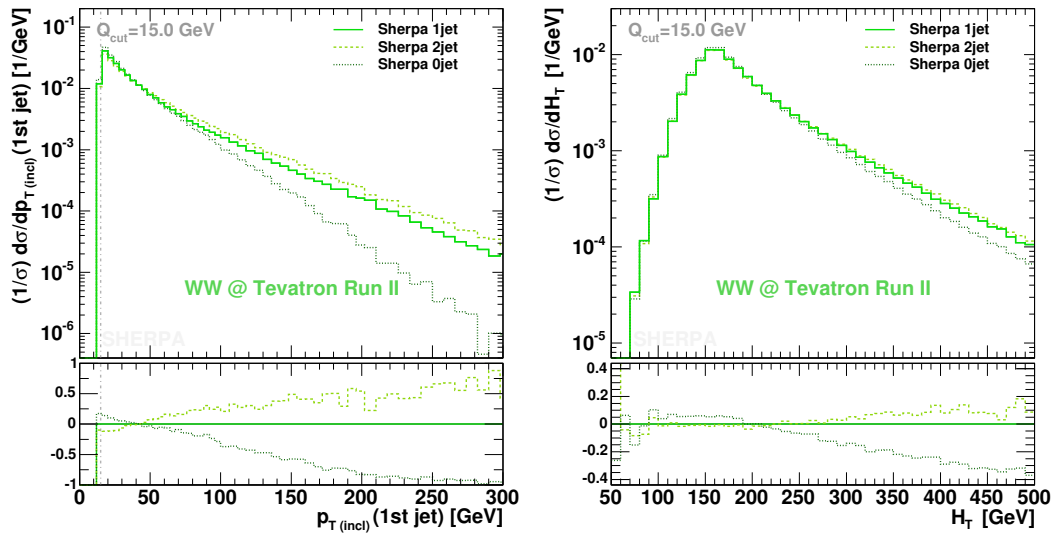 (1/σ) dσ/dp_T (incl) (1st jet) [1/GeV]
10^-1
10^-2
10^-3
10^-4
10^-5
10^-6
Q_cut=15.0 GeV
Sherpa 1jet
Sherpa 2jet
Sherpa 0jet
WW @ Tevatron Run II
SHERPA
1
0.5
0
-0.5
-1
0 50 100 150 200 250 300
p_T (incl) (1st jet) [GeV]
(1/σ) dσ/dH_T [1/GeV]
10^-2
10^-3
10^-4
10^-5
Q_cut=15.0 GeV
Sherpa 1jet
Sherpa 2jet
Sherpa 0jet
WW @ Tevatron Run II
SHERPA
0.4
0.2
0
-0.2
-0.4
50 100 150 200 250 300 350 400 450 500
H_T [GeV]